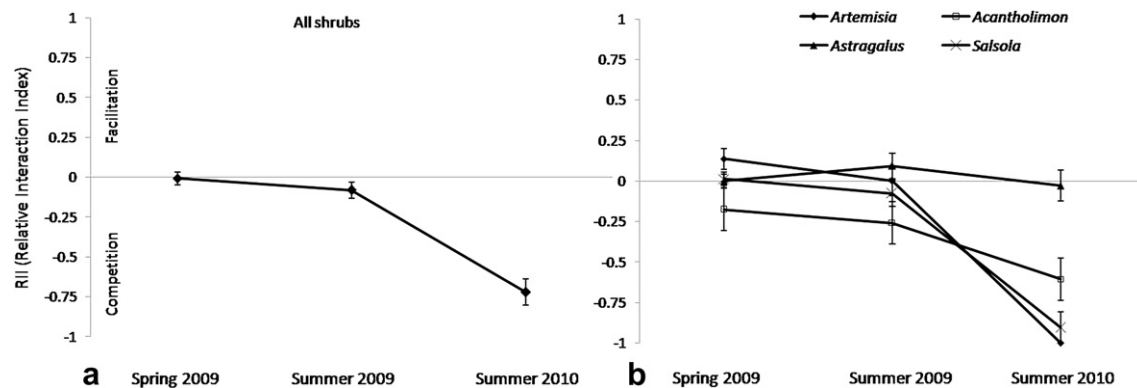 All shrubs
RII (Relative Interaction Index)
Facilitation
Competition
1
0.75
0.5
0.25
0
-0.25
-0.5
-0.75
-1
a
Spring 2009 Summer 2009 Summer 2010
Artemisia Acantholimon
Astragalus Salsola
1
0.75
0.5
0.25
0
-0.25
-0.5
-0.75
-1
b
Spring 2009 Summer 2009 Summer 2010